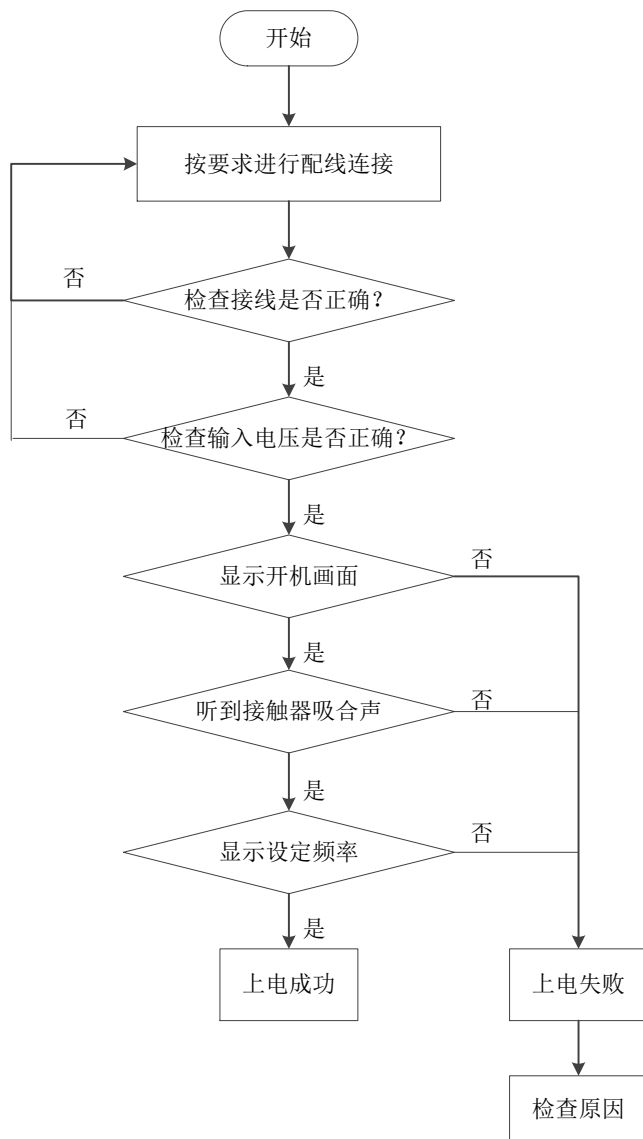 开始
按要求进行配线连接
否
检查接线是否正确？
是
否
检查输入电压是否正确？
是
显示开机画面
否
是
听到接触器吸合声
否
是
显示设定频率
否
是
上电成功
上电失败
检查原因